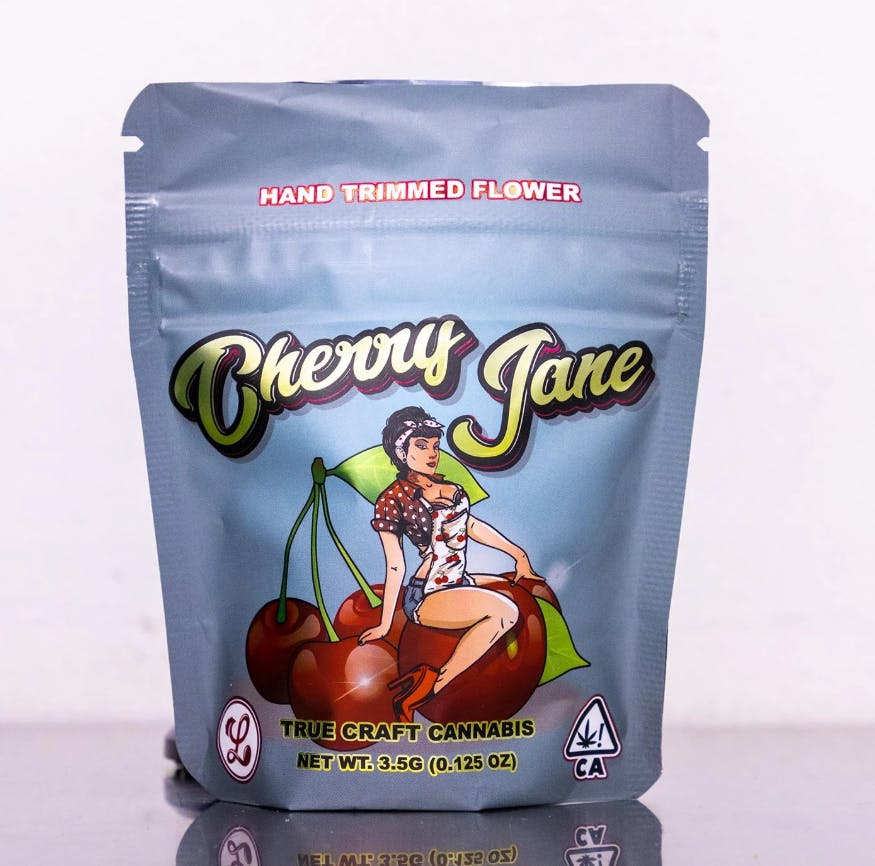 HAND TRIMMED FLOWER
Cherry Jane
L
TRUE CRAFT CANNABIS
NET WT. 3.5G (0.125 OZ)
!
CA